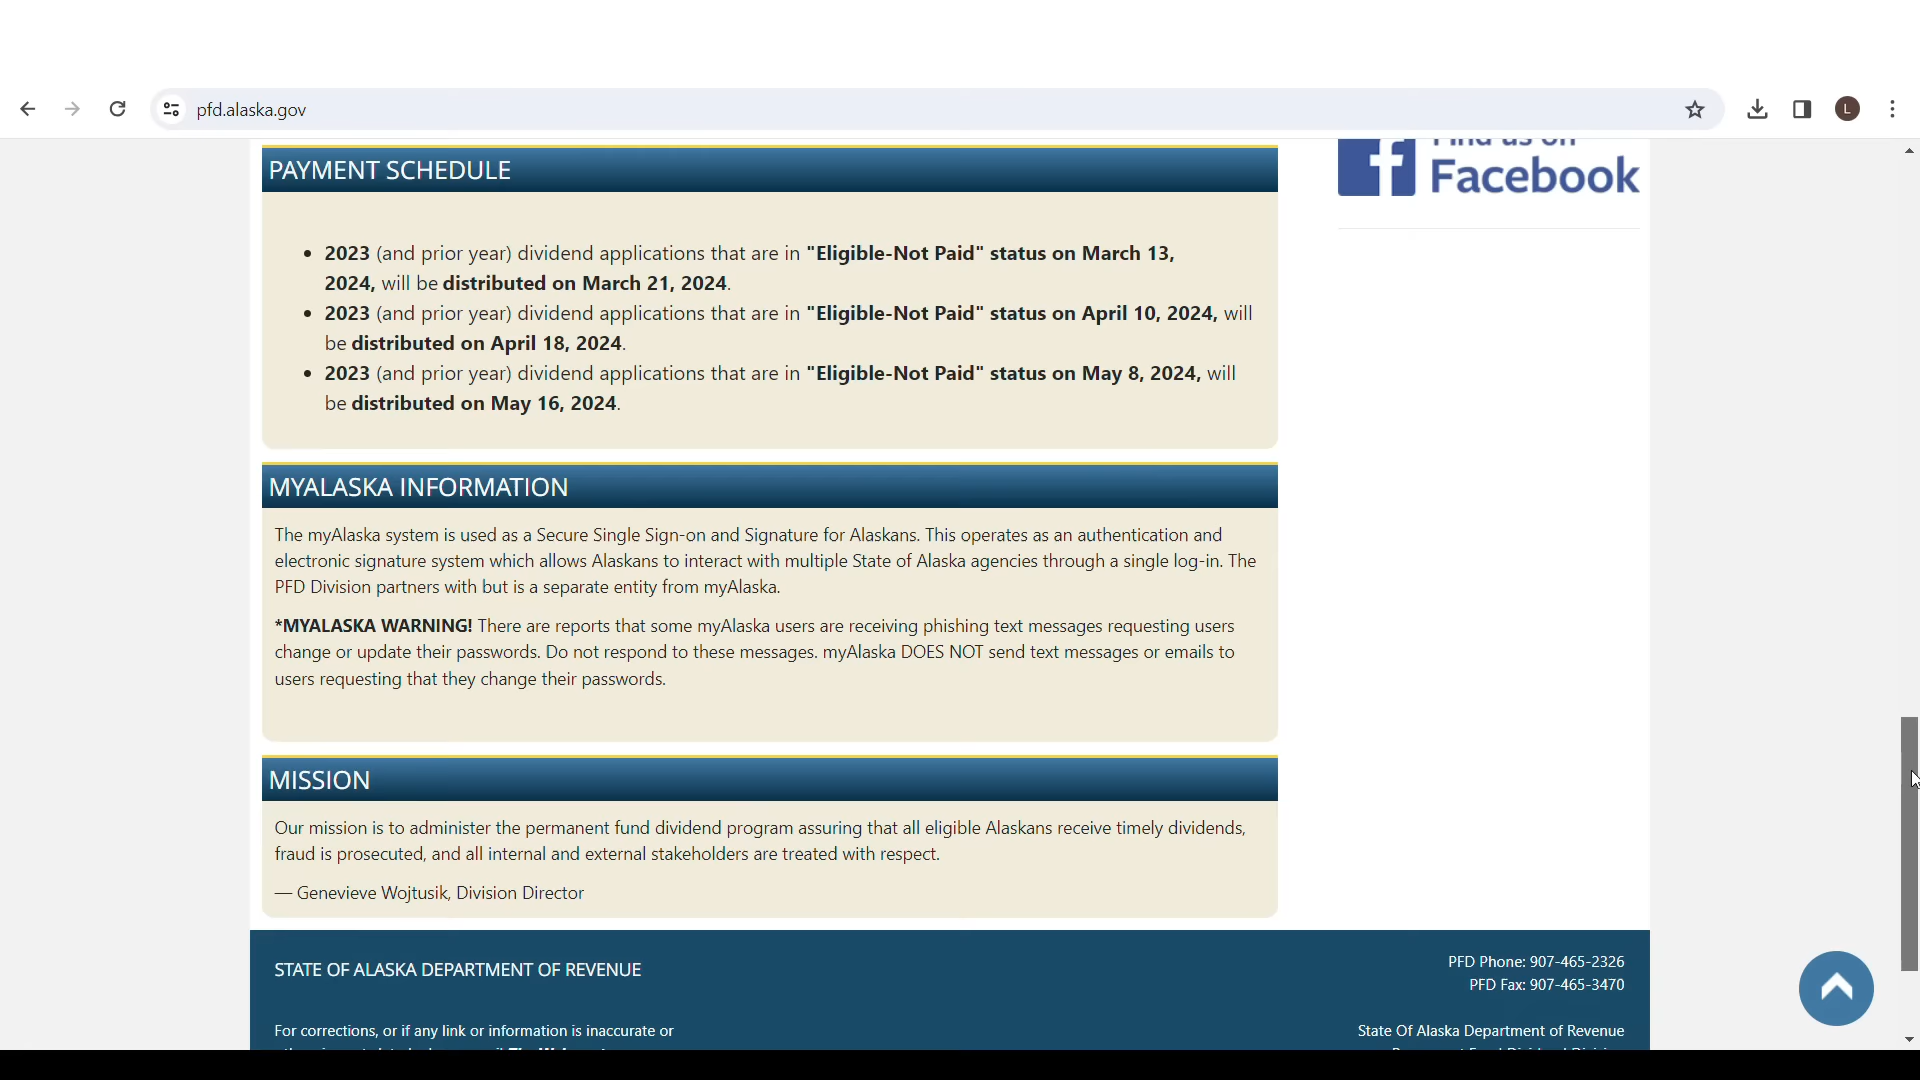 pfd.alaska.gov
L
PAYMENT SCHEDULE
Find us on
Facebook
• 2023 (and prior year) dividend applications that are in "Eligible-Not Paid" status on March 13,
2024, will be distributed on March 21, 2024.
• 2023 (and prior year) dividend applications that are in "Eligible-Not Paid" status on April 10, 2024, will
be distributed on April 18, 2024.
• 2023 (and prior year) dividend applications that are in "Eligible-Not Paid" status on May 8, 2024, will
be distributed on May 16, 2024.
MYALASKA INFORMATION
The myAlaska system is used as a Secure Single Sign-on and Signature for Alaskans. This operates as an authentication and
electronic signature system which allows Alaskans to interact with multiple State of Alaska agencies through a single log-in. The
PFD Division partners with but is a separate entity from myAlaska.
*MYALASKA WARNING! There are reports that some myAlaska users are receiving phishing text messages requesting users
change or update their passwords. Do not respond to these messages. myAlaska DOES NOT send text messages or emails to
users requesting that they change their passwords.
MISSION
Our mission is to administer the permanent fund dividend program assuring that all eligible Alaskans receive timely dividends,
fraud is prosecuted, and all internal and external stakeholders are treated with respect.
— Genevieve Wojtusik, Division Director
STATE OF ALASKA DEPARTMENT OF REVENUE
PFD Phone: 907-465-2326
PFD Fax: 907-465-3470
For corrections, or if any link or information is inaccurate or
State Of Alaska Department of Revenue